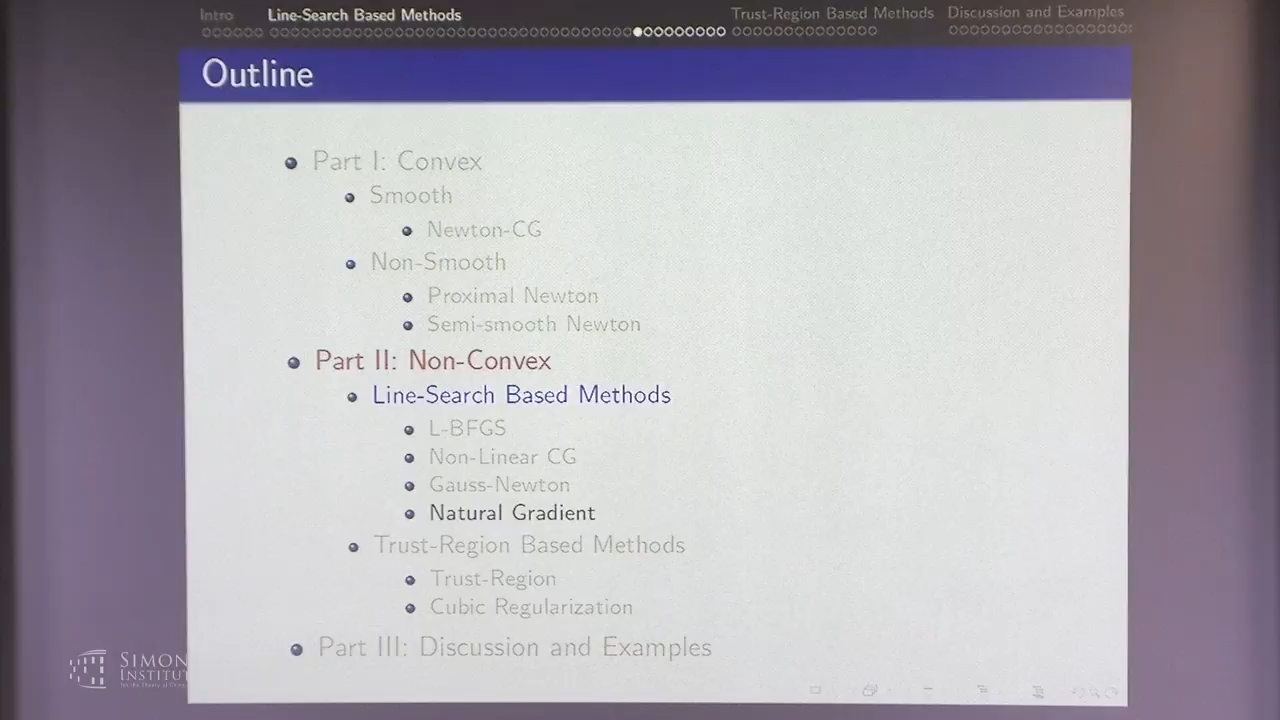 Intro Line-Search Based Methods Trust-Region Based Methods Discussion and Examples
Outline
Part I: Convex
Smooth
Newton-CG
Non-Smooth
Proximal Newton
Semi-smooth Newton
Part II: Non-Convex
Line-Search Based Methods
L-BFGS
Non-Linear CG
Gauss-Newton
Natural Gradient
Trust-Region Based Methods
Trust-Region
Cubic Regularization
Part III: Discussion and Examples
SIMON
INSTITUT